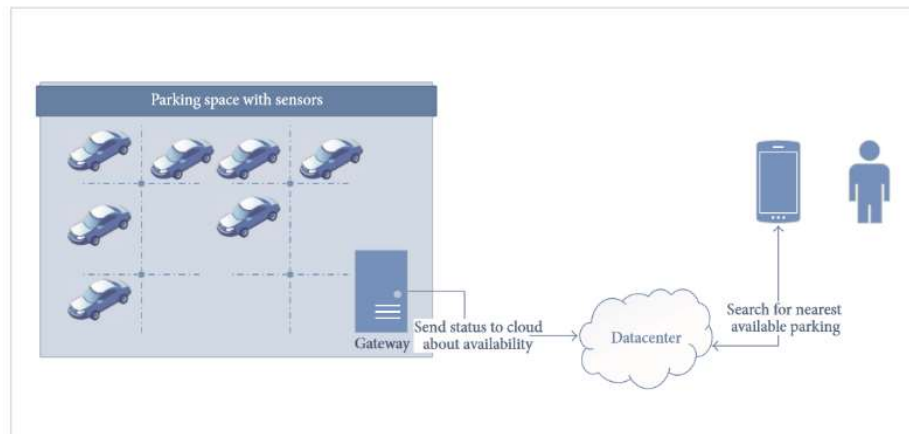 Parking space with sensors
Gateway
Send status to cloud
about availability
Datacenter
Search for nearest
available parking